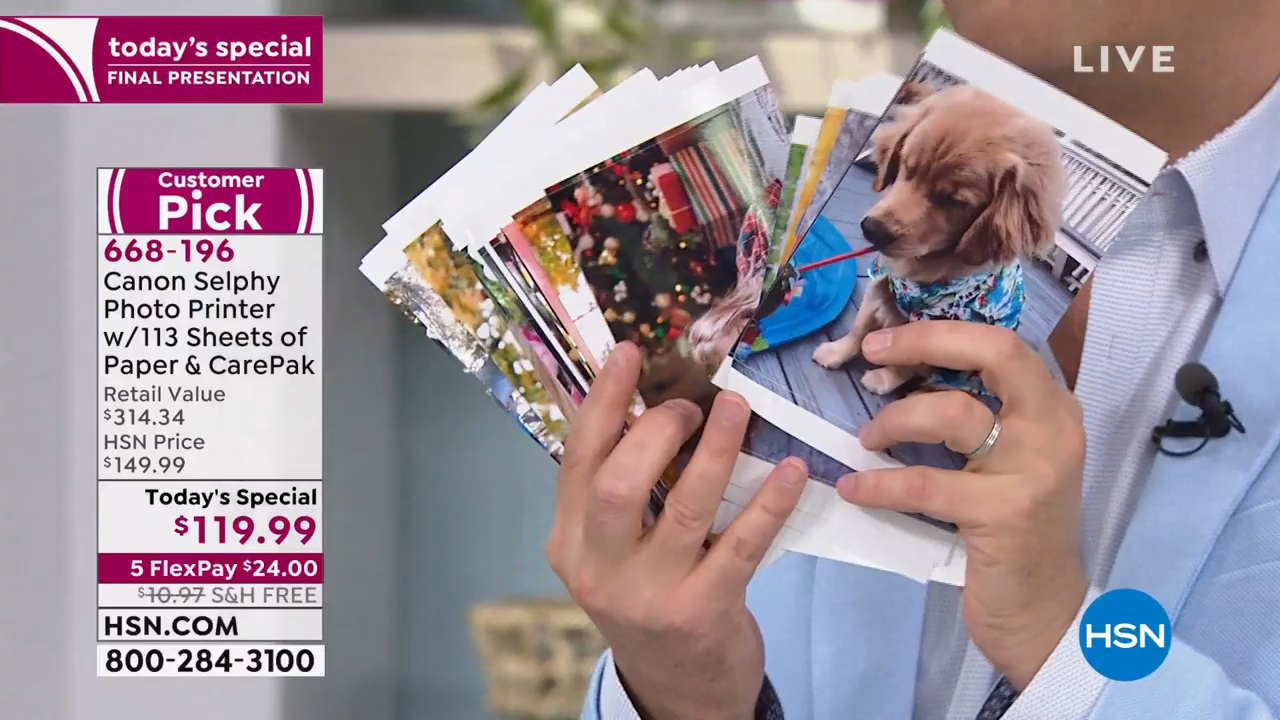 today's special
FINAL PRESENTATION
LIVE
Customer
Pick
668-196
Canon Selphy
Photo Printer
w/113 Sheets of
Paper & CarePak
Retail Value
$314.34
HSN Price
$149.99
Today's Special
$119.99
5 FlexPay $24.00
$10.97 S&H FREE
HSN.COM
800-284-3100
HSN